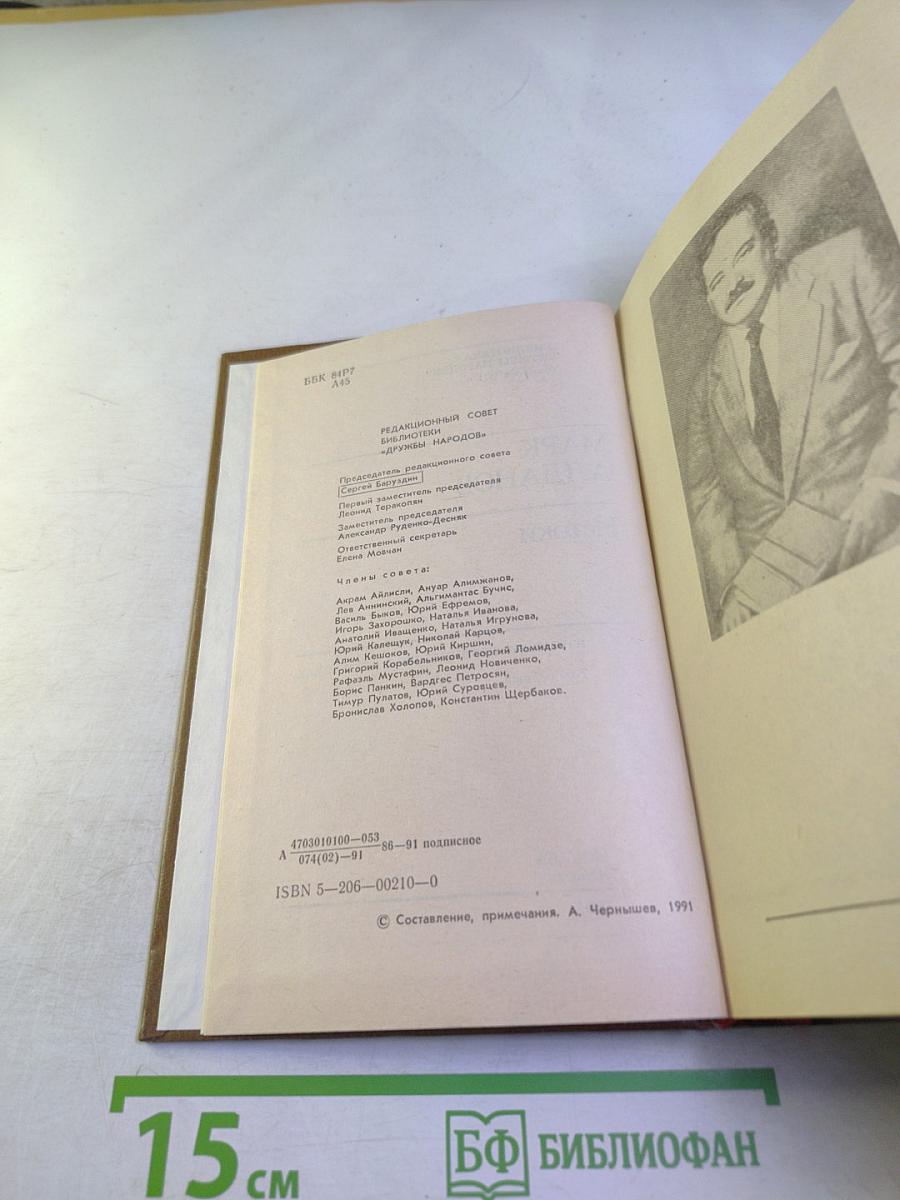 ББК 84Р7
А45
РЕДАКЦИОННЫЙ СОВЕТ
БИБЛИОТЕКИ
«ДРУЖБЫ НАРОДОВ»
Председатель редакционного совета
Сергей Баруздин
Первый заместитель председателя
Леонид Теракопян
Заместитель председателя
Александр Руденко-Десняк
Ответственный секретарь
Елена Мовчан
Члены совета:
Акрам Айлисли, Ануар Алимжанов,
Лев Аннинский, Альгимантас Бучис,
Василь Быков, Юрий Ефремов,
Игорь Захорошко, Наталья Иванова,
Анатолий Иващенко, Наталья Игрунова,
Юрий Калещук, Николай Карцов,
Алим Кешоков, Юрий Киршин,
Григорий Корабельников, Георгий Ломидзе,
Рафаэль Мустафин, Леонид Новиченко,
Борис Панкин, Вардгес Петросян,
Тимур Пулатов, Юрий Суровцев,
Бронислав Холопов, Константин Щербаков.
А 4703010100—053 86—91 подписное
074(02)—91
ISBN 5—206—00210—0
© Составление, примечания. А. Чернышев, 1991
15 см
БФ БИБЛИОФАН